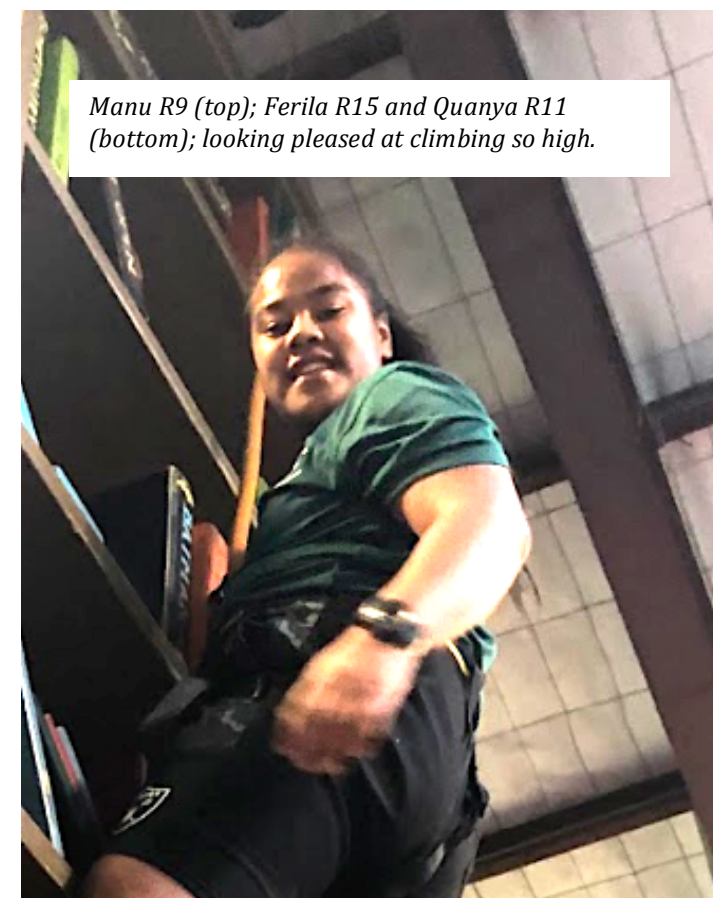 Manu R9 (top); Ferila R15 and Quanya R11
(bottom); looking pleased at climbing so high.